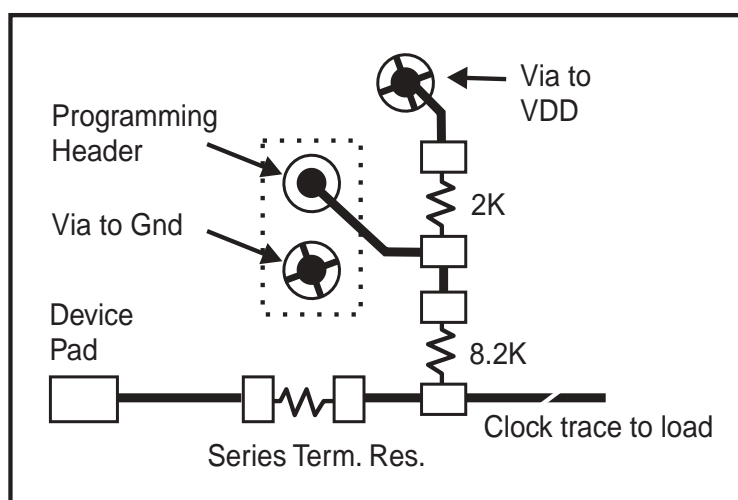 Via to
VDD
Programming
Header
2K
Via to Gnd
Device
Pad
8.2K
Clock trace to load
Series Term. Res.